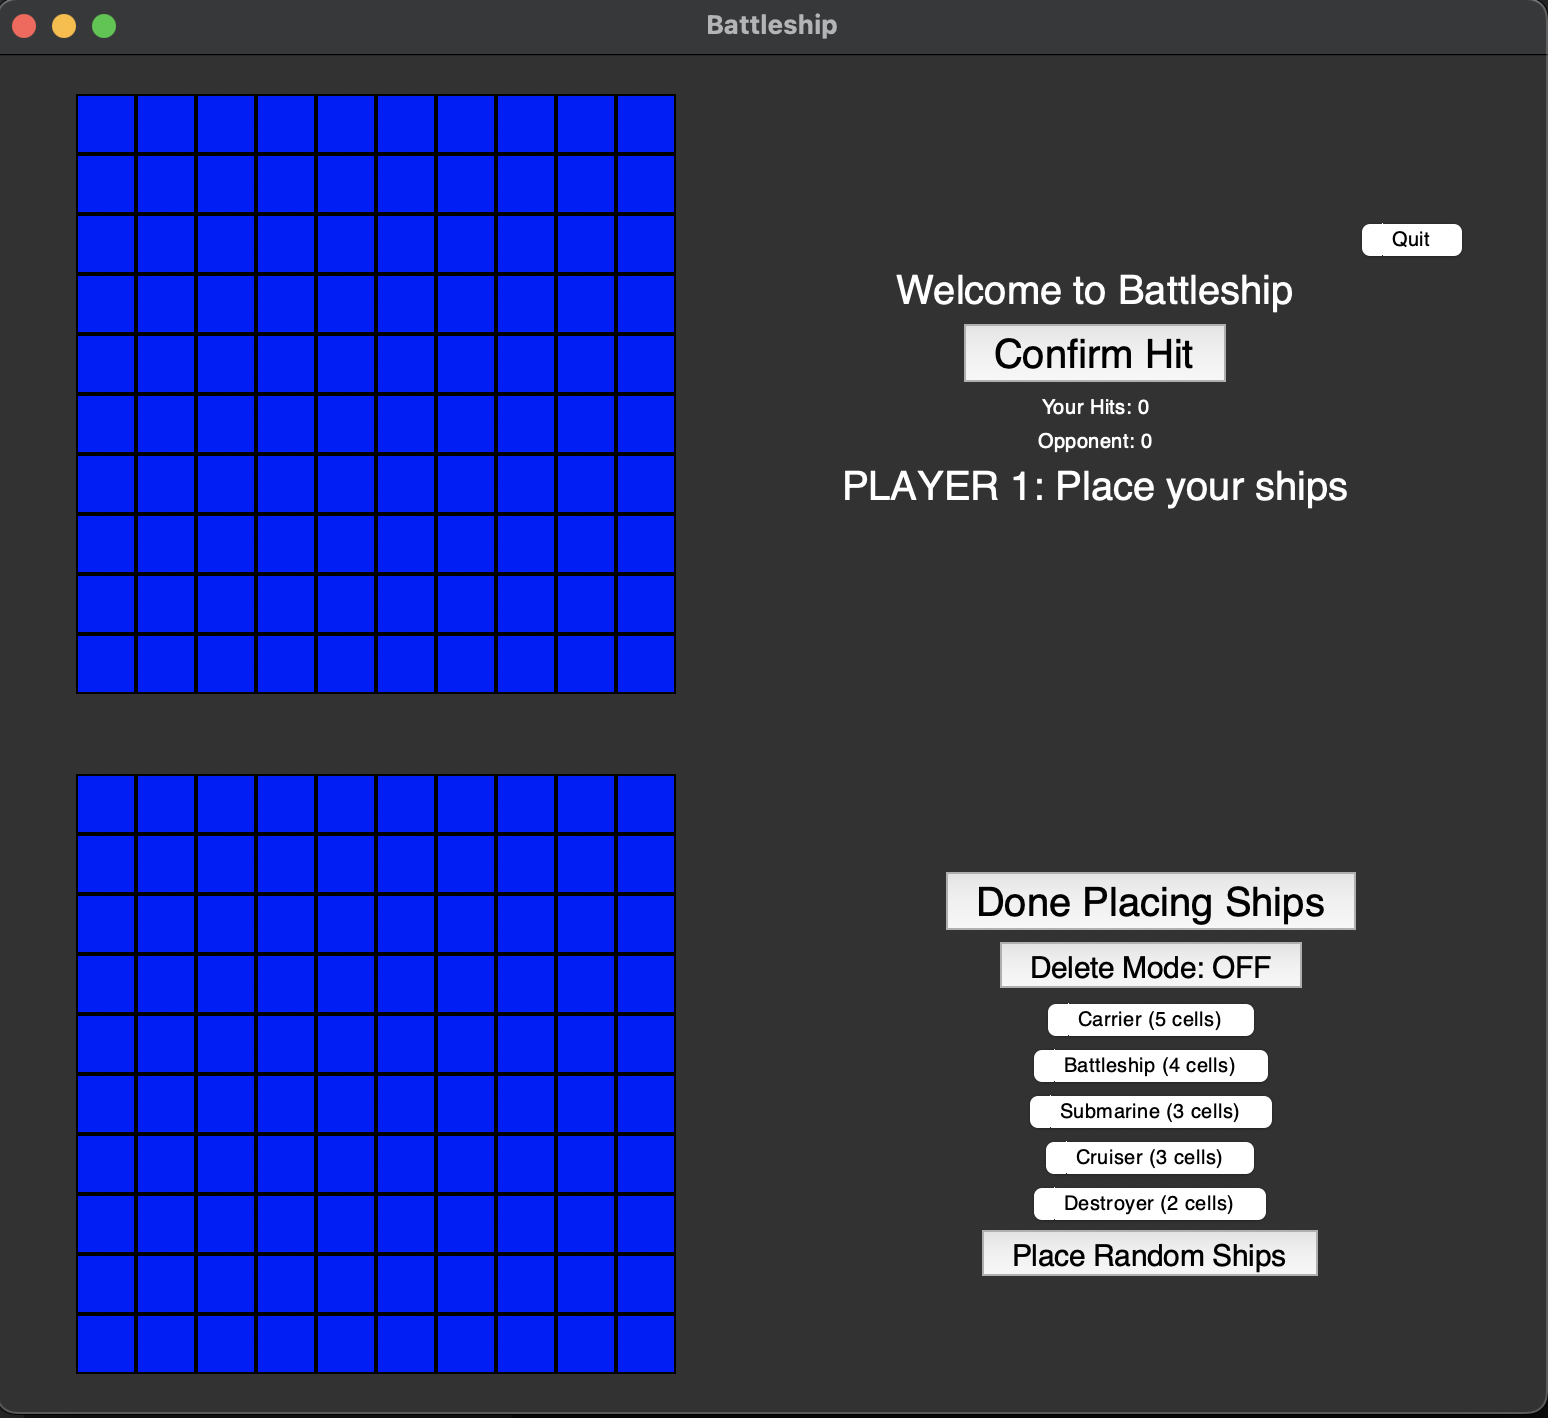 Battleship
Quit
Welcome to Battleship
Confirm Hit
Your Hits: 0
Opponent: 0
PLAYER 1: Place your ships
Done Placing Ships
Delete Mode: OFF
Carrier (5 cells)
Battleship (4 cells)
Submarine (3 cells)
Cruiser (3 cells)
Destroyer (2 cells)
Place Random Ships